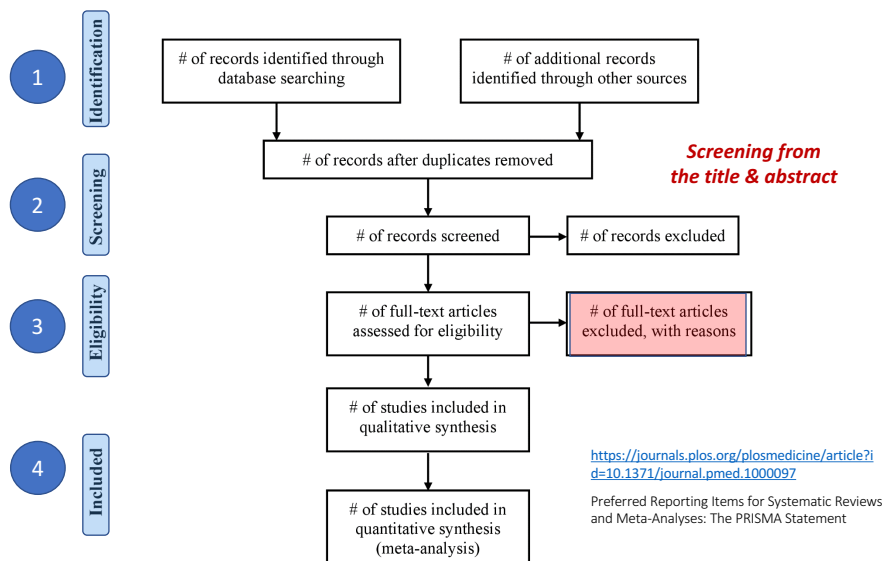 1
Identification
# of records identified through
database searching
# of additional records
identified through other sources
# of records after duplicates removed
Screening from
the title & abstract
2
Screening
# of records screened
# of records excluded
3
Eligibility
# of full-text articles
assessed for eligibility
# of full-text articles
excluded, with reasons
# of studies included in
qualitative synthesis
4
Included
# of studies included in
quantitative synthesis
(meta-analysis)
https://journals.plos.org/plosmedicine/article?i
d=10.1371/journal.pmed.1000097
Preferred Reporting Items for Systematic Reviews
and Meta-Analyses: The PRISMA Statement